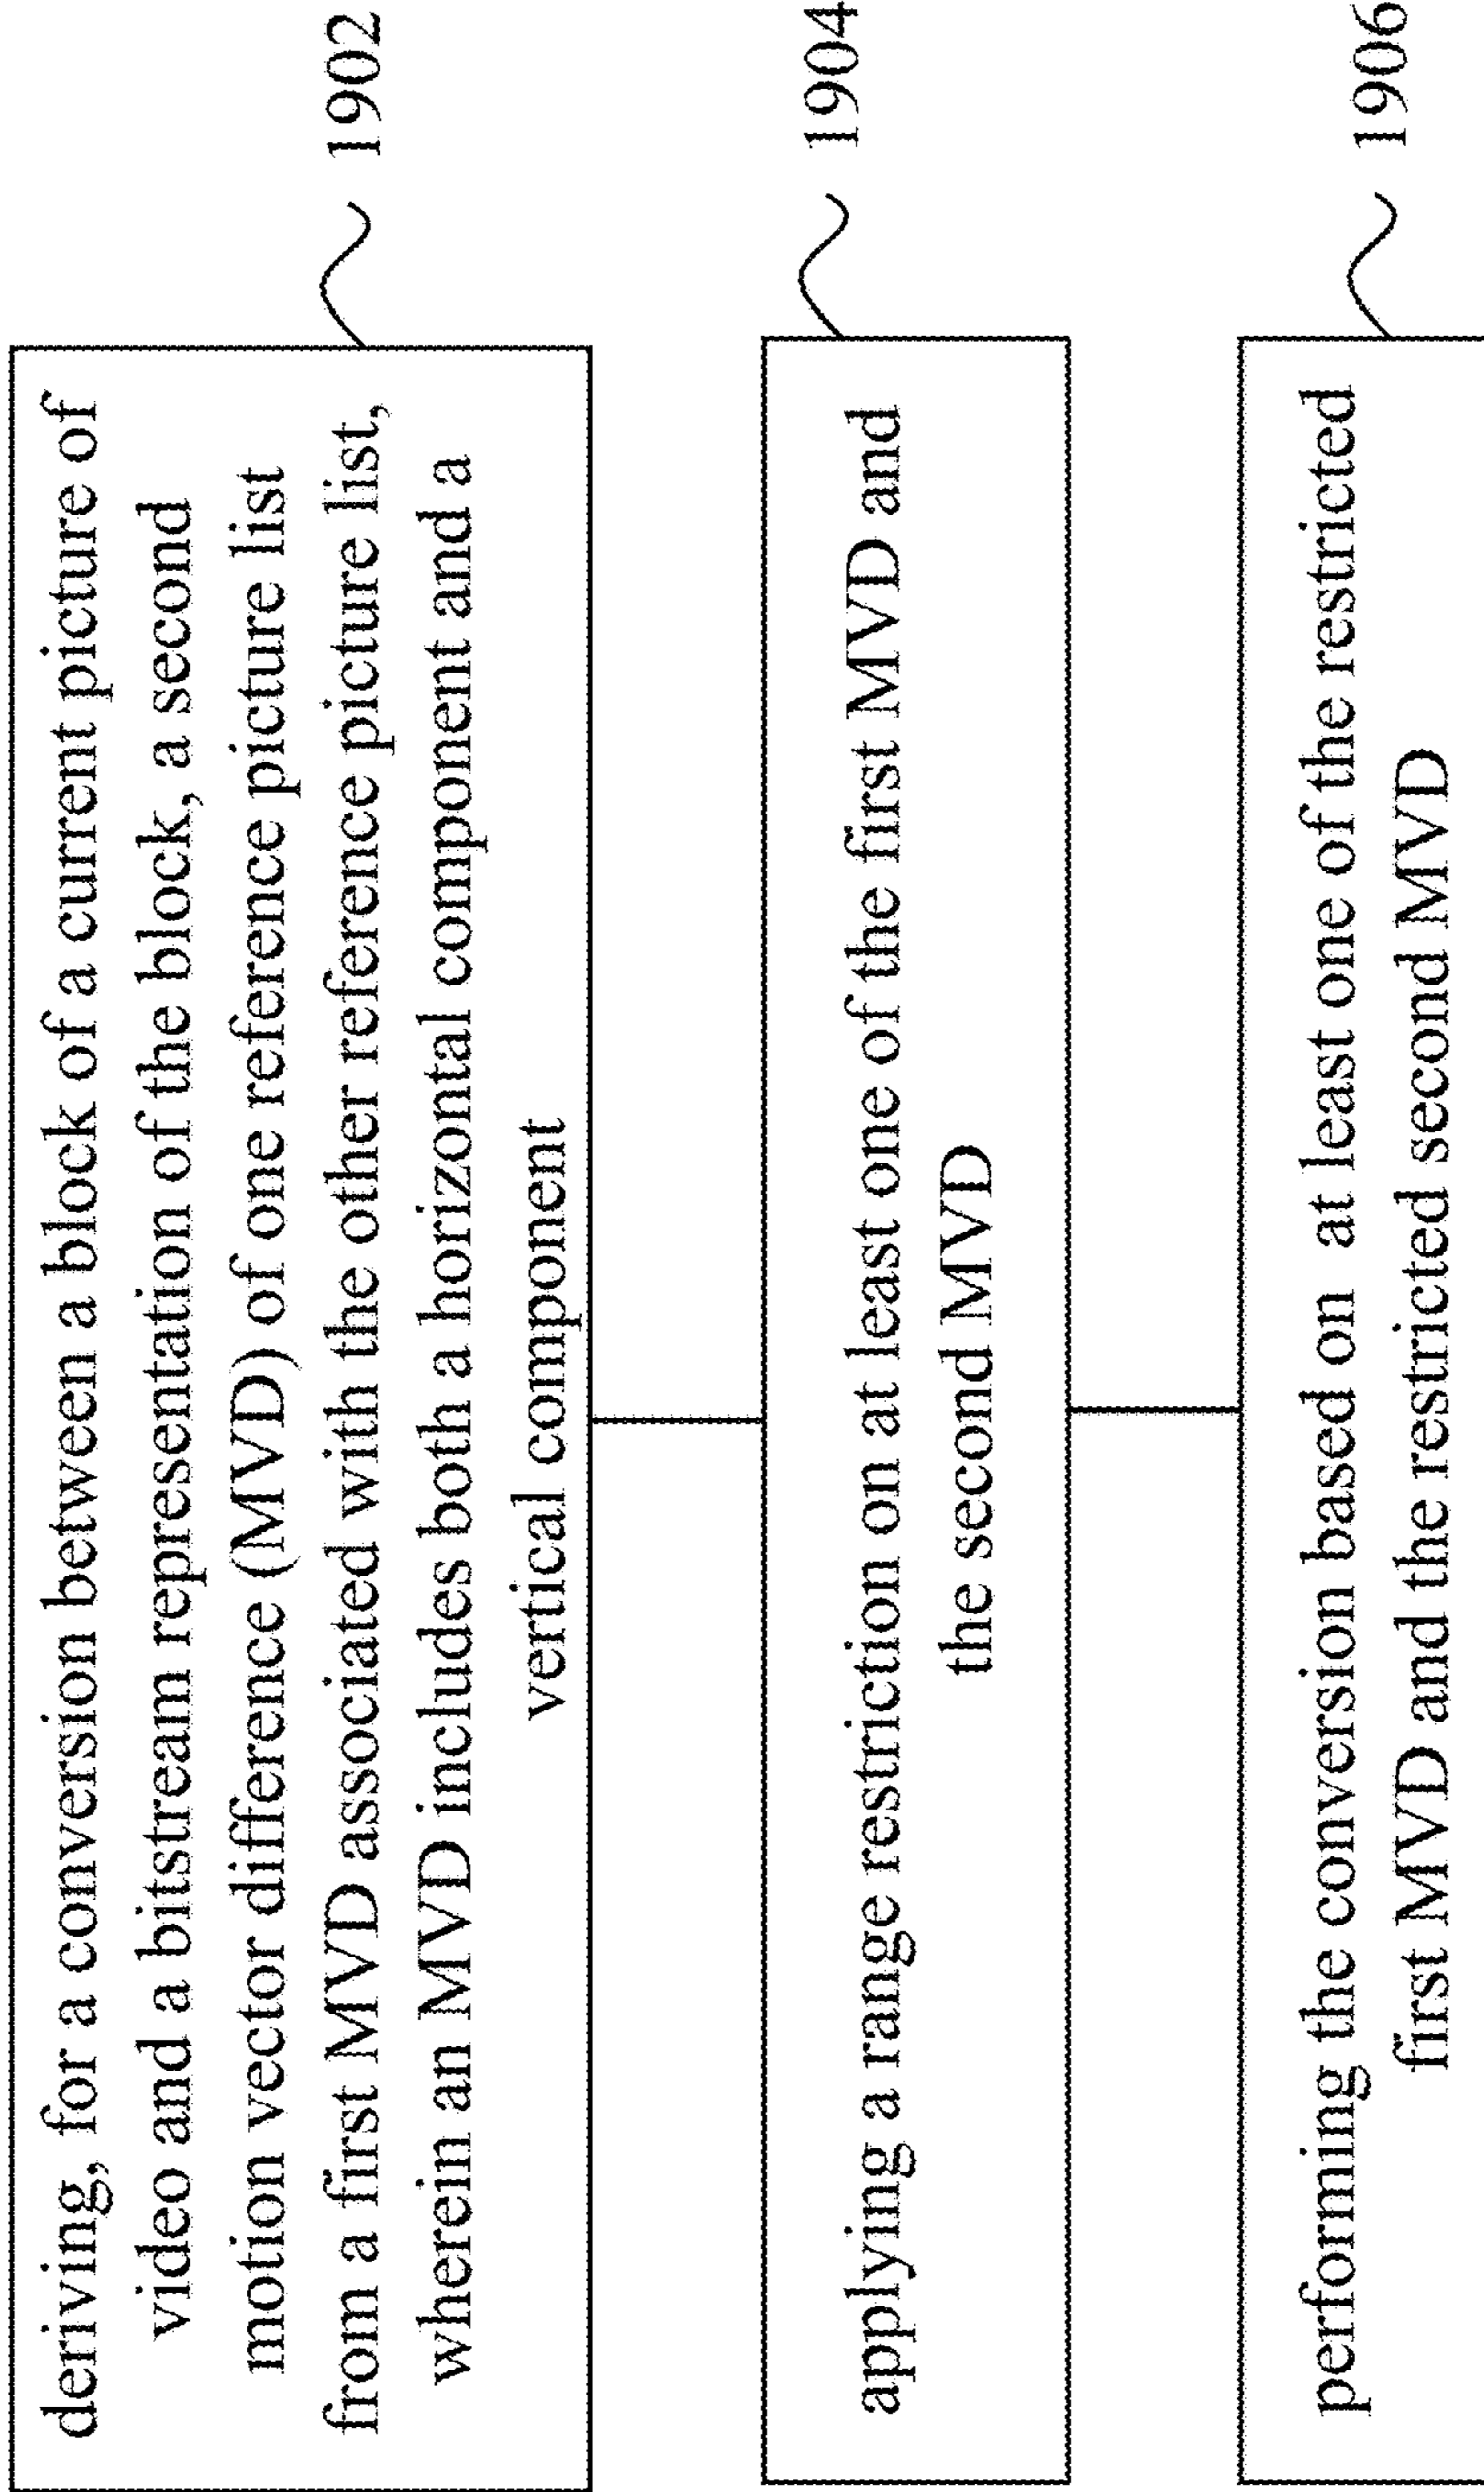 deriving, for a conversion between a block of a current picture of
video and a bitstream representation of the block, a second
motion vector difference (MVD) of one reference picture list
from a first MVD associated with the other reference picture list,
wherein an MVD includes both a horizontal component and a
vertical component
1902
applying a range restriction on at least one of the first MVD and
the second MVD
1904
performing the conversion based on at least one of the restricted
first MVD and the restricted second MVD
1906